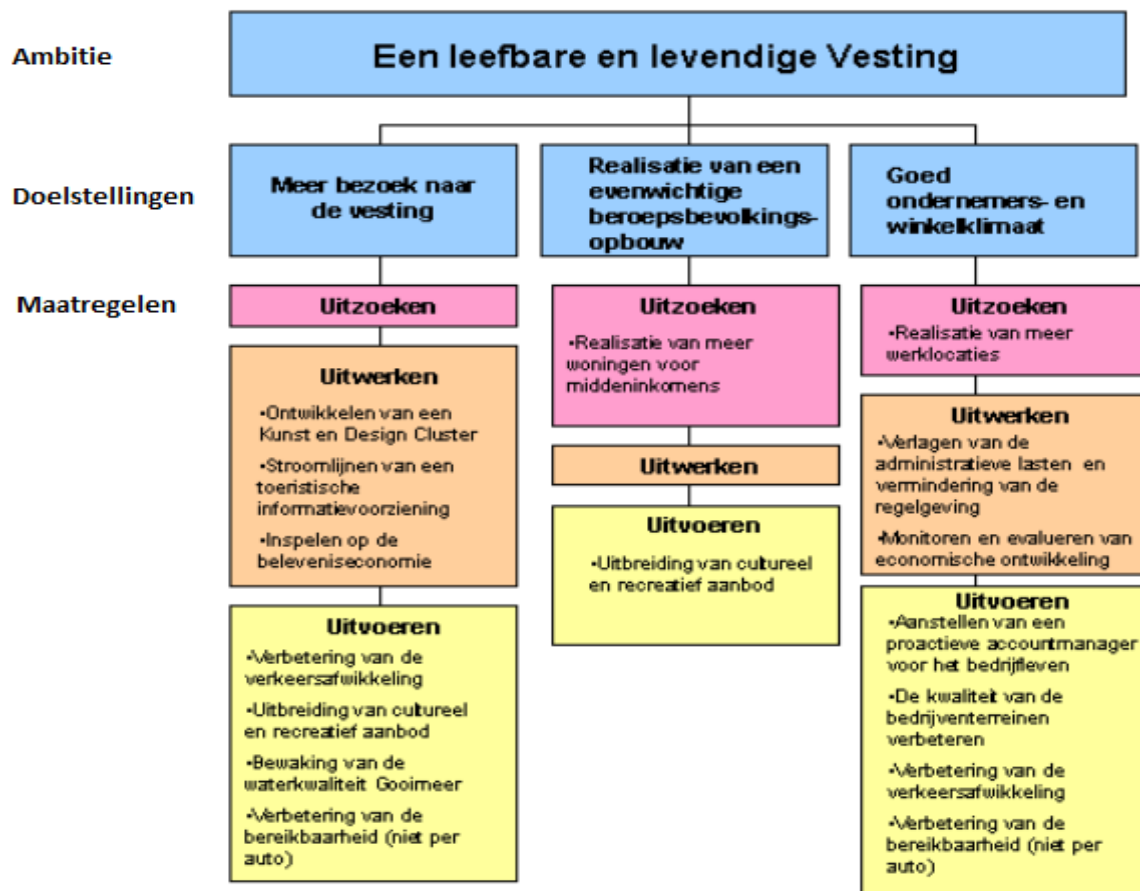 Ambitie
Een leefbare en levendige Vesting
Doelstellingen
Meer bezoek naar
de vesting
Realisatie van een
evenwichtige
beroepsbevolkings-
opbouw
Goed
ondernemers- en
winkelklimaat
Maatregelen
Uitzoeken
Uitwerken
•Ontwikkelen van een
Kunst en Design Cluster
•Stroomlijnen van een
toeristische
informatievoorziening
•Inspelen op de
beleveniseconomie
Uitvoeren
•Verbetering van de
verkeersafwikkeling
•Uitbreiding van cultureel
en recreatief aanbod
•Bewaking van de
waterkwaliteit Gooimeer
•Verbetering van de
bereikbaarheid (niet per
auto)
Uitzoeken
•Realisatie van meer
woningen voor
middeninkomens
Uitwerken
Uitvoeren
•Uitbreiding van cultureel
en recreatief aanbod
Uitzoeken
•Realisatie van meer
werklocaties
Uitwerken
•Verlagen van de
administratieve lasten en
vermindering van de
regelgeving
•Monitoren en evalueren van
economische ontwikkeling
Uitvoeren
•Aanstellen van een
proactieve accountmanager
voor het bedrijfleven
•De kwaliteit van de
bedrijventerreinen
verbeteren
•Verbetering van de
verkeersafwikkeling
•Verbetering van de
bereikbaarheid (niet per
auto)